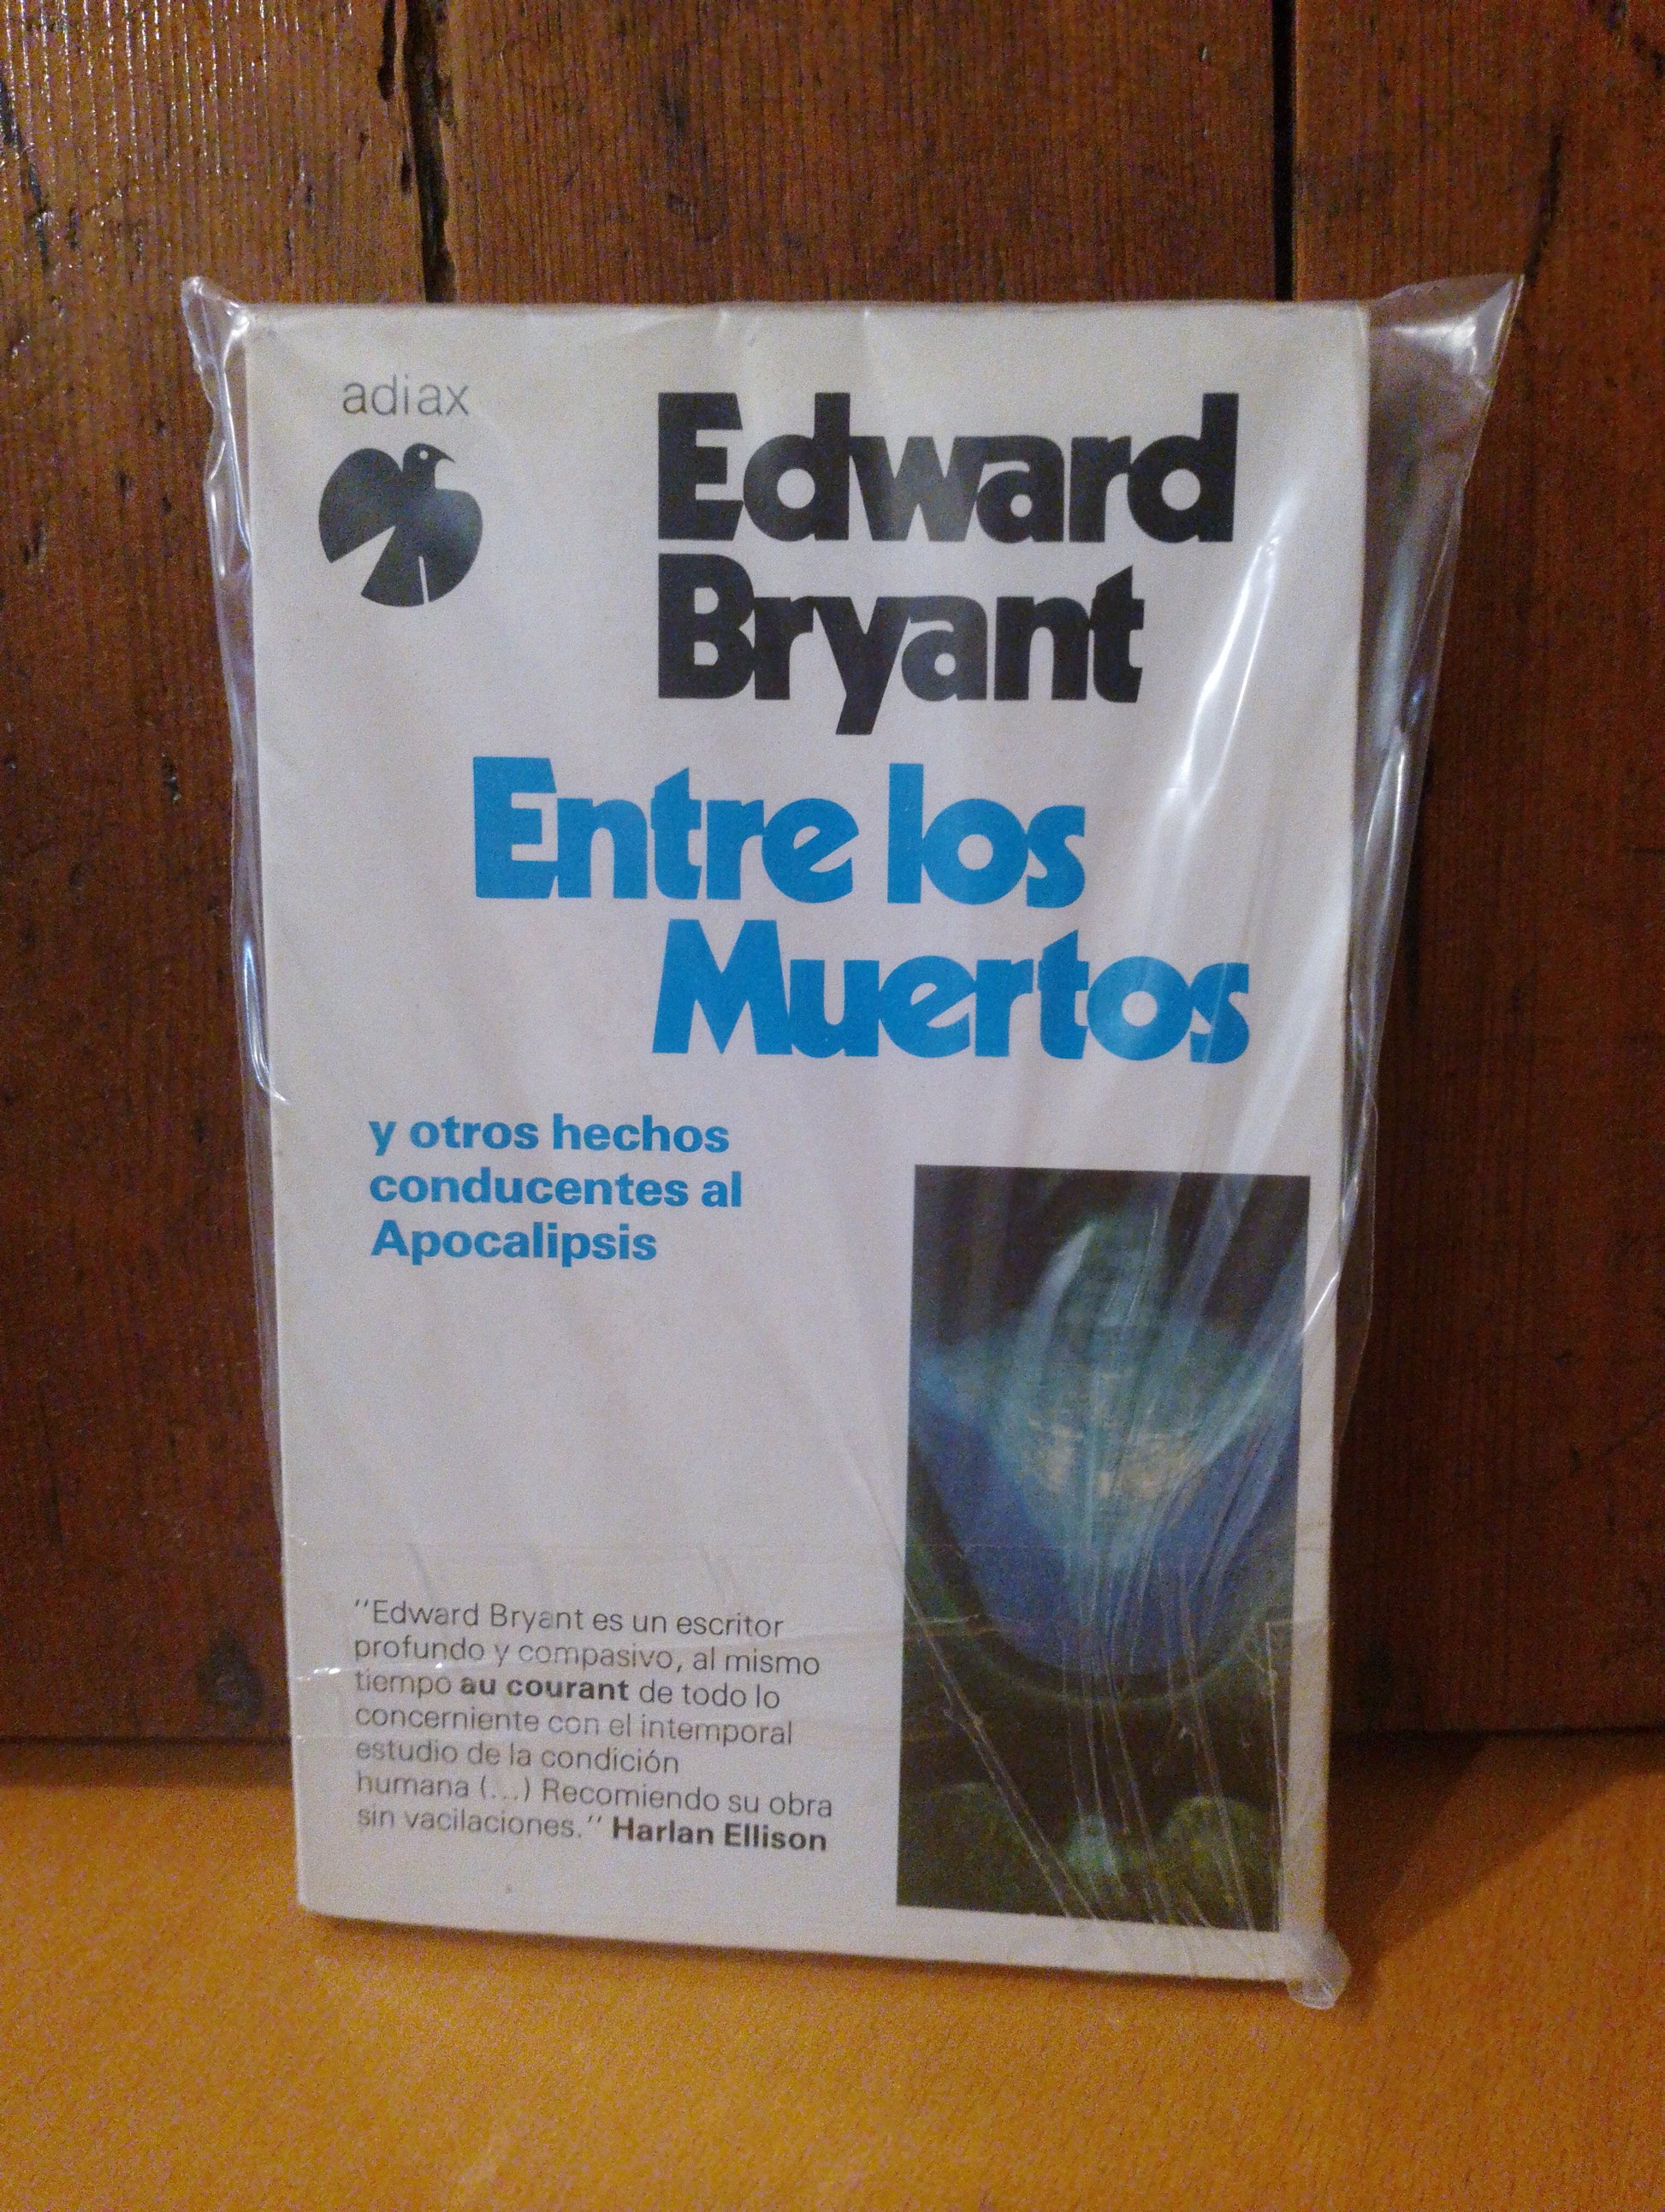 adiax
Edward
Bryant
Entre los
Muertos
y otros hechos
conducentes al
Apocalipsis
"Edward Bryant es un escritor
profundo y compasivo, al mismo
tiempo au courant de todo lo
concerniente con el intemporal
estudio de la condición
humana (...) Recomiendo su obra
sin vacilaciones." Harlan Ellison